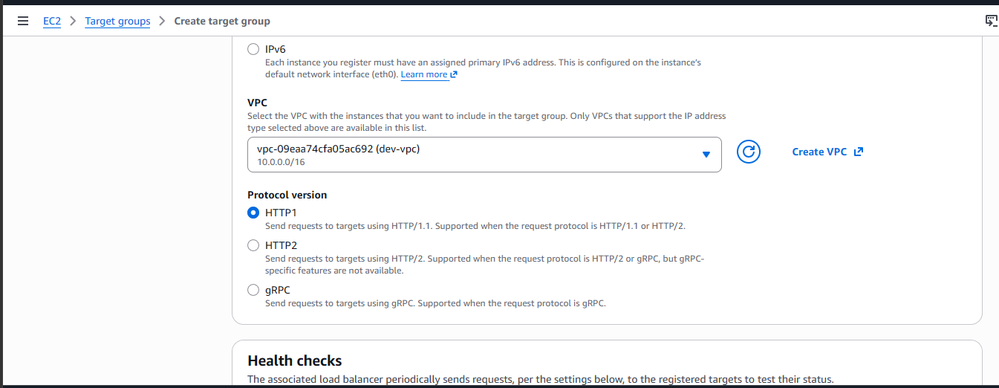 EC2 > Target groups > Create target group
IPv6
Each instance you register must have an assigned primary IPv6 address. This is configured on the instance's
default network interface (eth0). Learn more
VPC
Select the VPC with the instances that you want to include in the target group. Only VPCs that support the IP address
type selected above are available in this list.
vpc-09eaa74cfa05ac692 (dev-vpc)
10.0.0.0/16
Create VPC
Protocol version
HTTP1
Send requests to targets using HTTP/1.1. Supported when the request protocol is HTTP/1.1 or HTTP/2.
HTTP2
Send requests to targets using HTTP/2. Supported when the request protocol is HTTP/2 or gRPC, but gRPC-
specific features are not available.
gRPC
Send requests to targets using gRPC. Supported when the request protocol is gRPC.
Health checks
The associated load balancer periodically sends requests, per the settings below, to the registered targets to test their status.